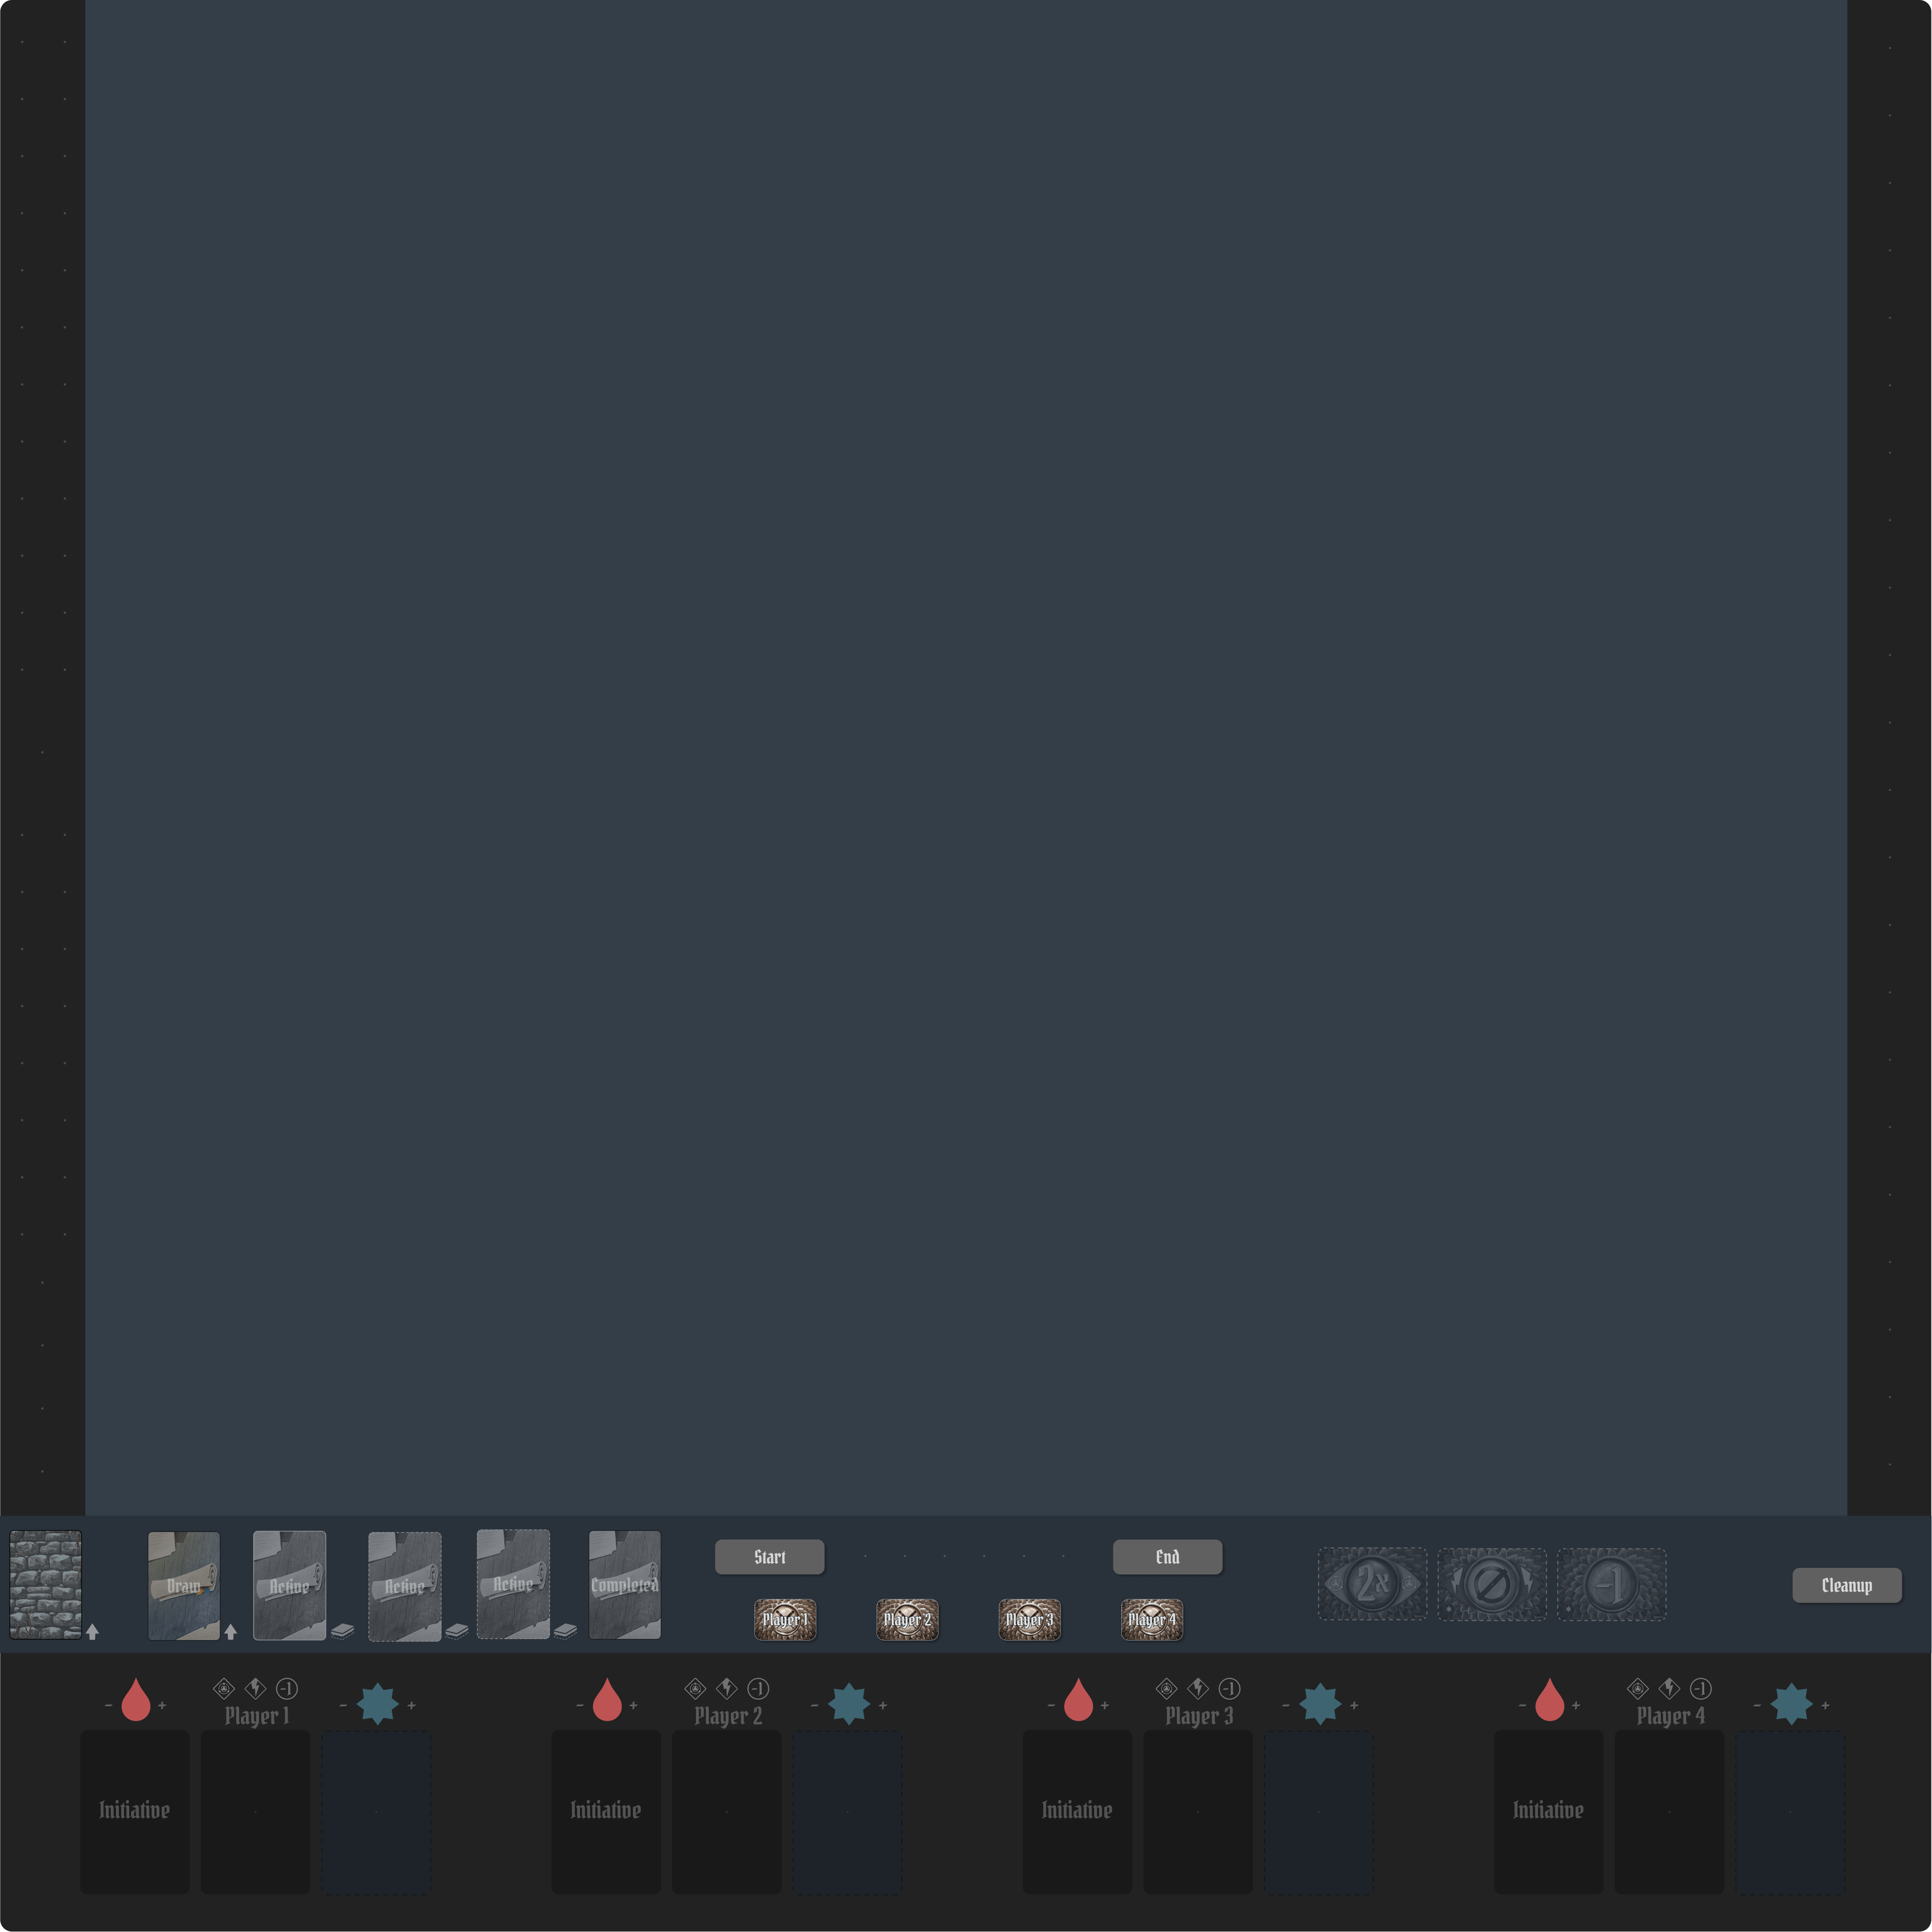 Draw
Active
Active
Active
Completed
Start
End
Player 1
Player 2
Player 3
Player 4
2x
-1
Cleanup
- +
-1
Player 1
- +
- +
-1
Player 2
- +
- +
-1
Player 3
- +
- +
-1
Player 4
- +
Initiative
Initiative
Initiative
Initiative